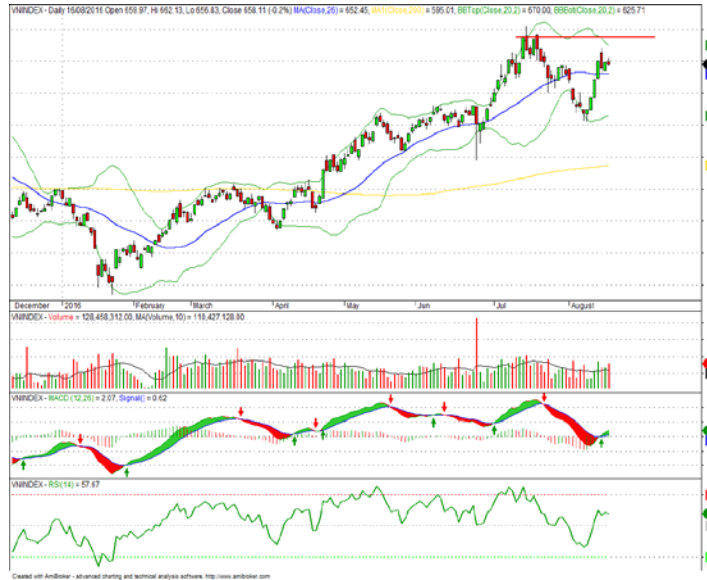 VNINDEX - Daily 16/08/2016 Open 658.97, Hi 662.13, Lo 656.83, Close 658.11 (-0.2%) MA(Close,26) = 652.45, MA1(Close,200) = 595.01, BBTop(Close,20,2) = 670.00, BBBot(Close,20,2) = 625.71
December 2016 February March April May Jun Jul August
VNINDEX - Volume = 128,458,312.00, MA(Volume,10) = 118,427,128.00
VNINDEX - MACD (12,26) = 2.07, Signal() = 0.62
VNINDEX - RSI(14) = 57.67
Created with AmiBroker - advanced charting and technical analysis software. http://www.amibroker.com